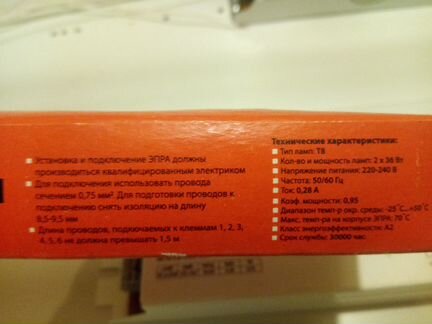 Установка и подключение ЭПРА должны
производиться квалифицированным электриком
Для подключения использовать провода
сечением 0,75 мм². Для подготовки проводов к
подключению снять изоляцию на длину
8,5-9,5 мм
Длина проводов, подключаемых к клеммам 1, 2, 3,
4, 5, 6 не должна превышать 1,5 м
Технические характеристики:
Тип ламп: T8
Кол-во и мощность ламп: 2 х 36 Вт
Напряжение питания: 220-240 В
Частота: 50/60 Гц
Ток: 0,28 А
Коэф. мощности: 0,95
Диапазон темп-р окр. среды: -25˚С...+50˚С
Макс. темп-ра на корпусе ЭПРА: 70˚С
Класс энергоэффективности: А2
Срок службы: 30000 час